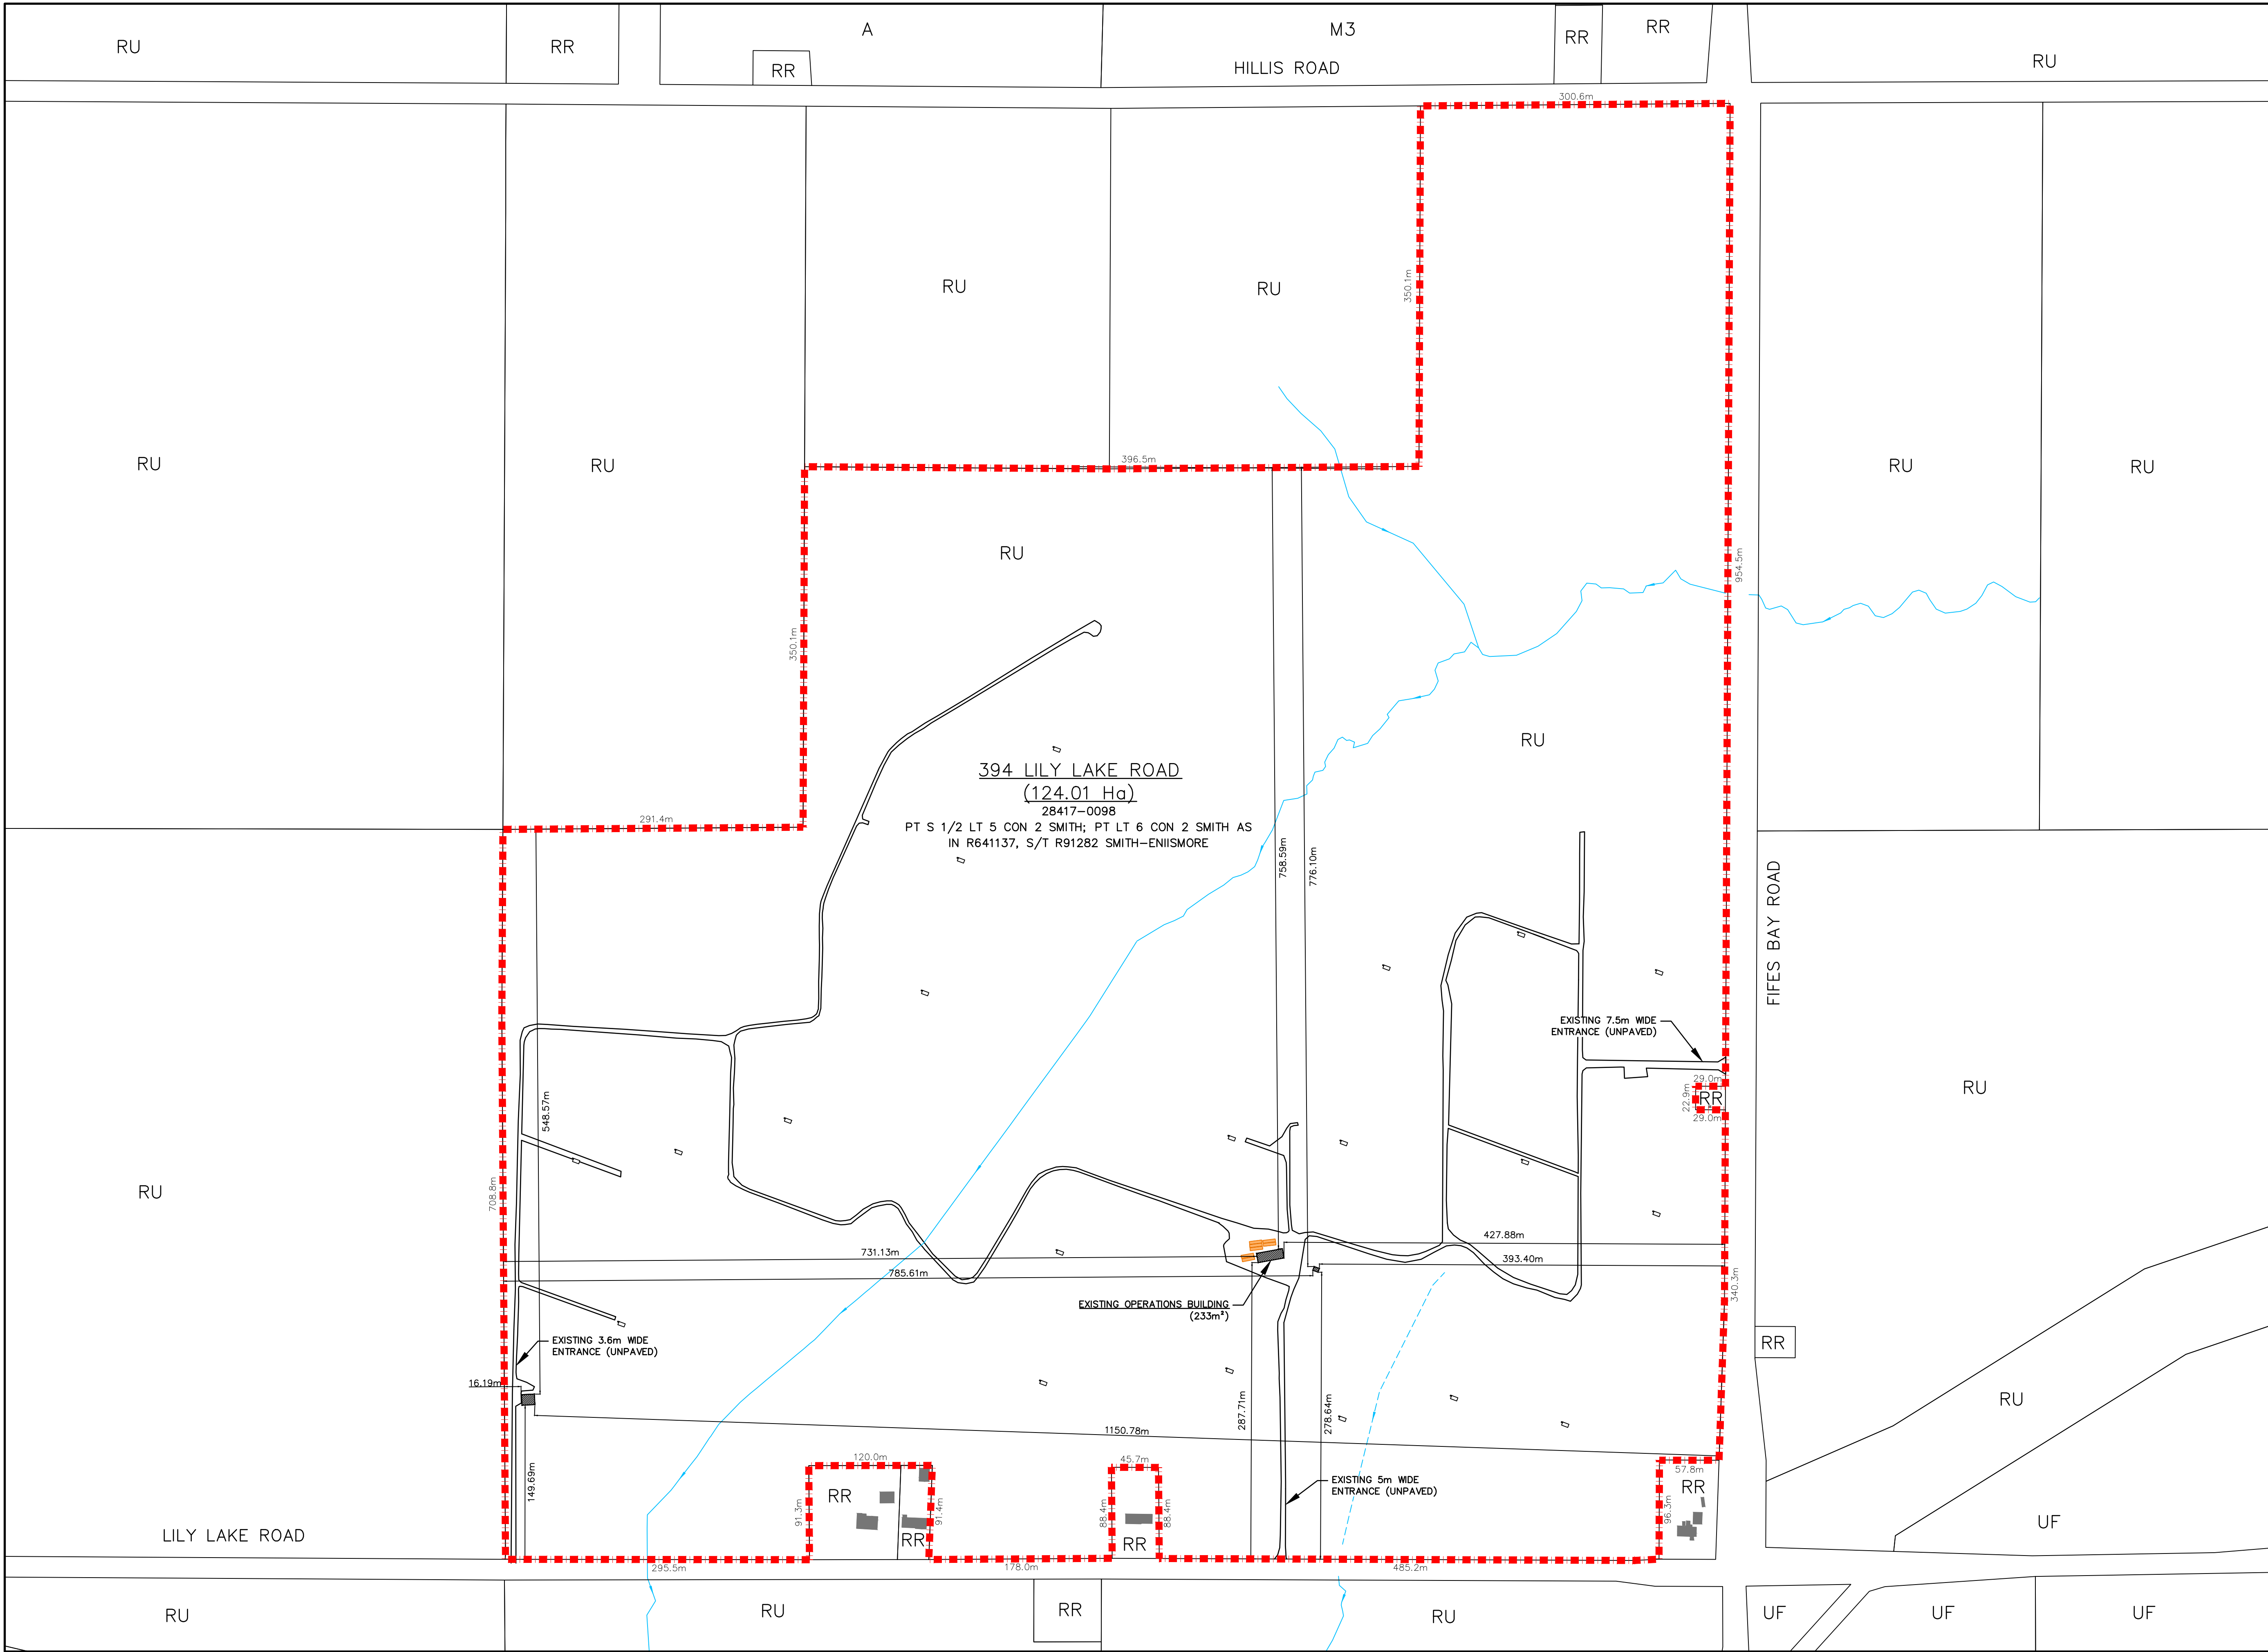 RU
RR
A
RR
M3
HILLIS ROAD
RR
RR
RU
300.6m
RU
RU
350.1m
RU
RU
396.5m
RU
RU
RU
954.5m
350.1m
RU
394 LILY LAKE ROAD
(124.01 Ha)
28417-0098
PT S 1/2 LT 5 CON 2 SMITH; PT LT 6 CON 2 SMITH AS
IN R641137, S/T R91282 SMITH-ENIISMORE
291.4m
758.59m
776.10m
FIFES BAY ROAD
EXISTING 7.5m WIDE
ENTRANCE (UNPAVED)
29.0m
22.9m
RR
29.0m
RU
548.57m
RU
708.8m
731.13m
785.61m
427.88m
393.40m
340.3m
EXISTING OPERATIONS BUILDING
(233m²)
EXISTING 3.6m WIDE
ENTRANCE (UNPAVED)
RR
16.19m
287.71m
278.64m
1150.78m
RU
149.69m
120.0m
91.3m
RR
RR
91.4m
45.7m
88.4m
88.4m
RR
EXISTING 5m WIDE
ENTRANCE (UNPAVED)
57.8m
RR
96.3m
UF
LILY LAKE ROAD
295.5m
178.0m
485.2m
RU
RU
RR
RU
UF
UF
UF